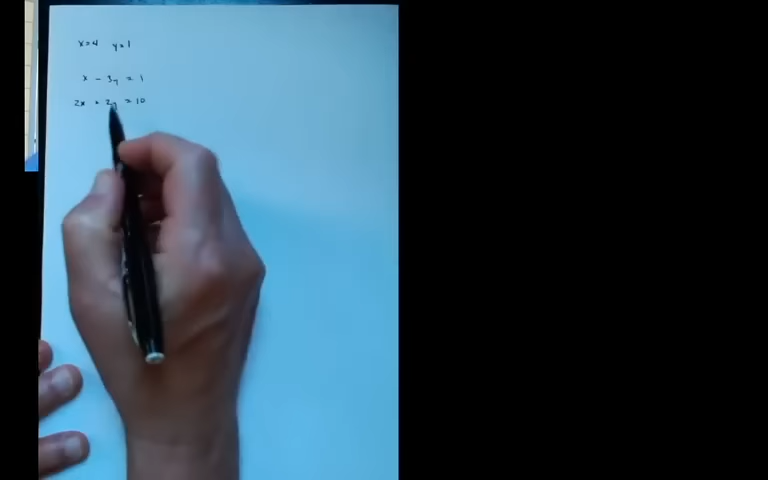 x=4 y=1
x - 3y = 1
2x + 2y = 10